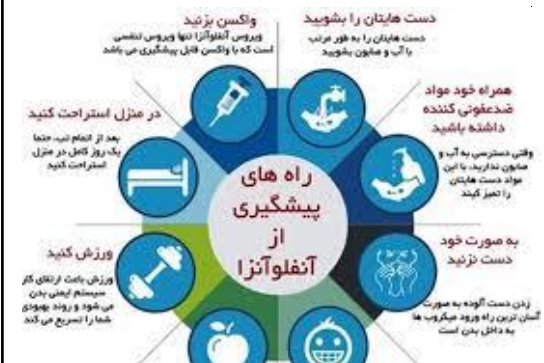 دست هایتان را بشویید
دست هایتان را به طور مرتب
با آب و صابون بشویید
همراه خود مواد
ضدعفونی کننده
داشته باشید
وقتی دسترسی به آب و
صابون ندارید، با این
مواد دست هایتان
را تمیز کنید
به صورت خود
دست نزنید
زدن دست آلوده به صورت
آسان ترین راه ورود میکروب ها
به داخل بدن است
واکسن بزنید
ویروس آنفلوآنزا تنها ویروس تنفسی
است که با واکسن قابل پیشگیری می باشد
در منزل استراحت کنید
بعد از اتمام تب، حتما
یک روز کامل در منزل
استراحت کنید
ورزش کنید
ورزش باعث ارتقای کار
سیستم ایمنی بدن
می شود و روند بهبودی
شما را تسریع می کند
راه های
پیشگیری
از
آنفلوآنزا